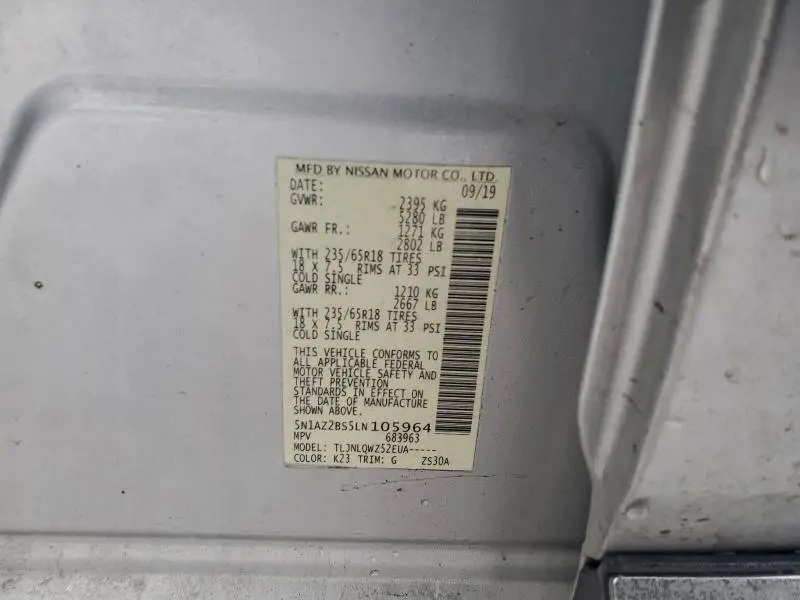 MFD BY NISSAN MOTOR CO., LTD.
DATE: 09/19
GVWR: 2395 KG
5280 LB
GAWR FR.: 1271 KG
2802 LB
WITH 235/65R18 TIRES
18 X 7.5 RIMS AT 33 PSI
COLD SINGLE
GAWR RR.: 1210 KG
2667 LB
WITH 235/65R18 TIRES
18 X 7.5 RIMS AT 33 PSI
COLD SINGLE
THIS VEHICLE CONFORMS TO
ALL APPLICABLE FEDERAL
MOTOR VEHICLE SAFETY AND
THEFT PREVENTION
STANDARDS IN EFFECT ON
THE DATE OF MANUFACTURE
SHOWN ABOVE.
5N1AZ2BS5LN105964
MPV 683963
MODEL: TLJNLQWZ52EUA-----
COLOR: K23 TRIM: G ZS30A